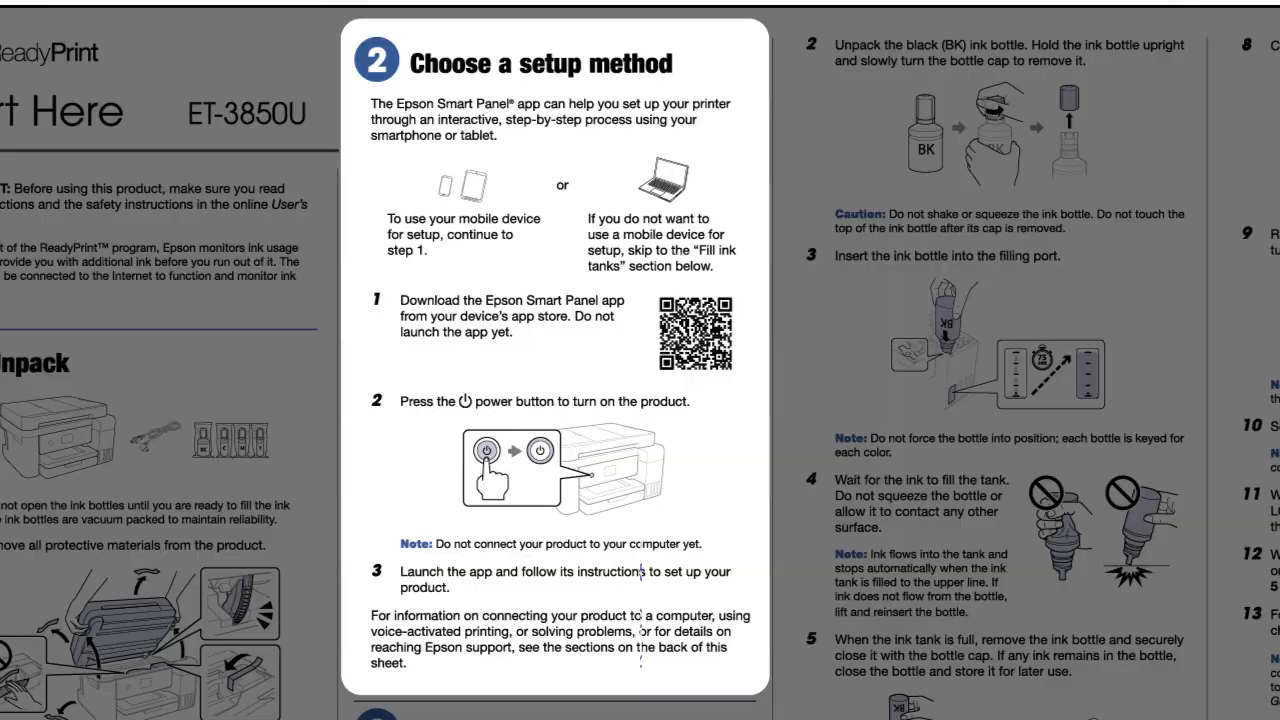 ReadyPrint
Here
ET-3850U
Before using this product, make sure you read
and the safety instructions in the online User's
of the ReadyPrint™ program, Epson monitors ink usage
provide you with additional ink before you run out of it. The
be connected to the Internet to function and monitor ink
Unpack
BK C M Y
not open the ink bottles until you are ready to fill the ink
ink bottles are vacuum packed to maintain reliability.
all protective materials from the product.
2 Choose a setup method
The Epson Smart Panel® app can help you set up your printer
through an interactive, step-by-step process using your
smartphone or tablet.
or
To use your mobile device
for setup, continue to
step 1.
If you do not want to
use a mobile device for
setup, skip to the “Fill ink
tanks” section below.
1 Download the Epson Smart Panel app
from your device’s app store. Do not
launch the app yet.
2 Press the power button to turn on the product.
Note: Do not connect your product to your computer yet.
3 Launch the app and follow its instructions to set up your
product.
For information on connecting your product to a computer, using
voice-activated printing, or solving problems, or for details on
reaching Epson support, see the sections on the back of this
sheet.
2 Unpack the black (BK) ink bottle. Hold the ink bottle upright
and slowly turn the bottle cap to remove it.
BK
BK
Caution: Do not shake or squeeze the ink bottle. Do not touch the
top of the ink bottle after its cap is removed.
3 Insert the ink bottle into the filling port.
BK
75
Note: Do not force the bottle into position; each bottle is keyed for
each color.
4 Wait for the ink to fill the tank.
Do not squeeze the bottle or
allow it to contact any other
surface.
Note: Ink flows into the tank and
stops automatically when the ink
tank is filled to the upper line. If
ink does not flow from the bottle,
lift and reinsert the bottle.
5 When the ink tank is full, remove the ink bottle and securely
close it with the bottle cap. If any ink remains in the bottle,
close the bottle and store it for later use.
BK
8
9
10
11
12
5
13